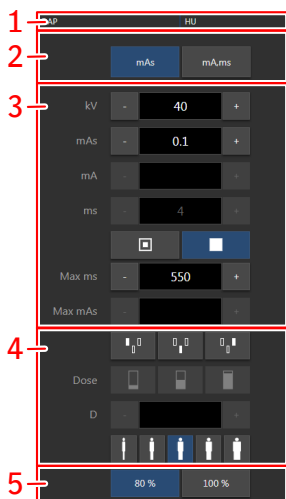 1 AP HU
2 mAs mA,ms
3
kV - 40 +
mAs - 0.1 +
mA - +
ms - 4 +
Max ms - 550 +
Max mAs - +
4
Dose
D - +
5 80 % 100 %